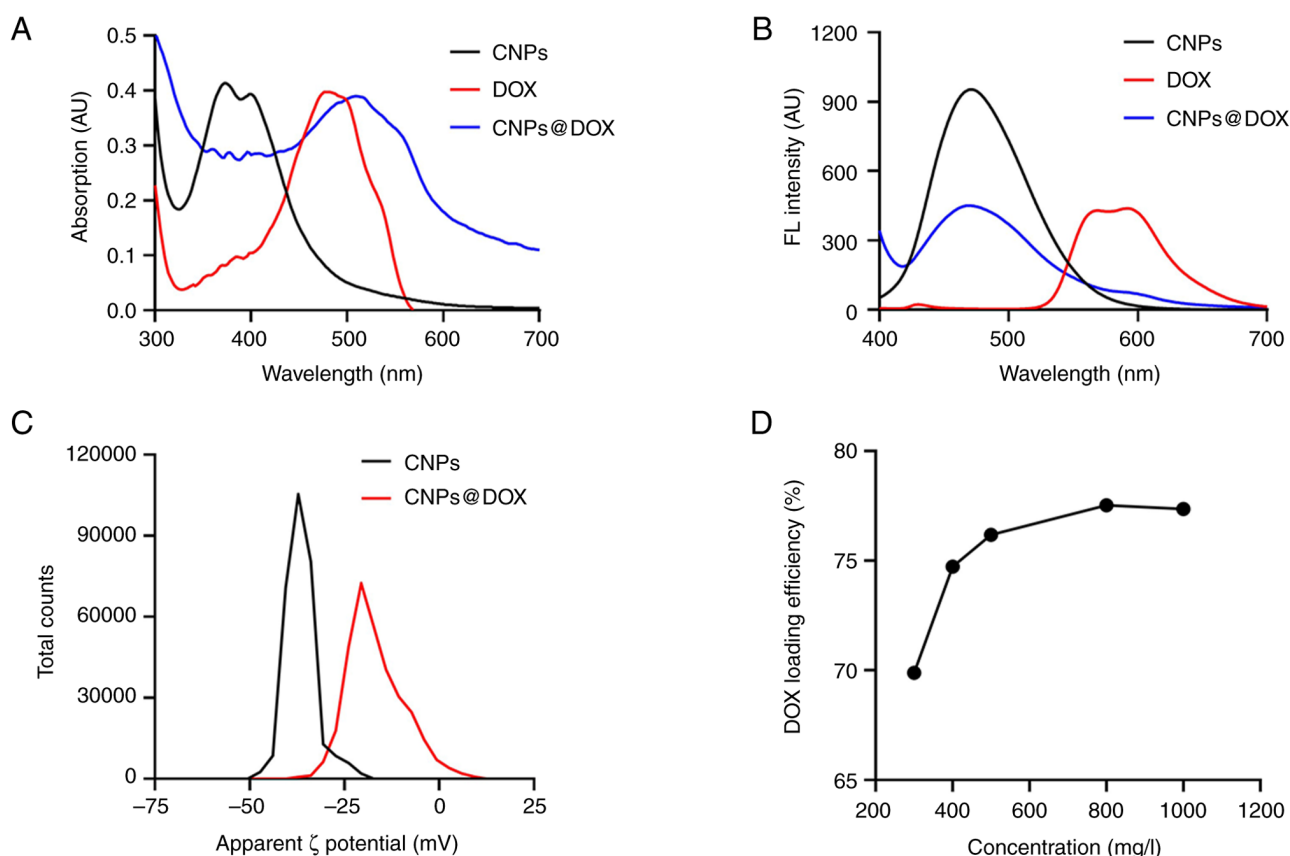 A
0.5
0.4
0.3
0.2
0.1
0.0
300
400
500
600
700
Absorption (AU)
Wavelength (nm)
CNPs
DOX
CNPs@DOX
B
1200
900
600
300
0
400
500
600
700
FL intensity (AU)
Wavelength (nm)
CNPs
DOX
CNPs@DOX
C
120000
90000
60000
30000
0
–75
–50
–25
0
25
Total counts
Apparent ζ potential (mV)
CNPs
CNPs@DOX
D
80
75
70
65
200
400
600
800
1000
1200
DOX loading efficiency (%)
Concentration (mg/l)